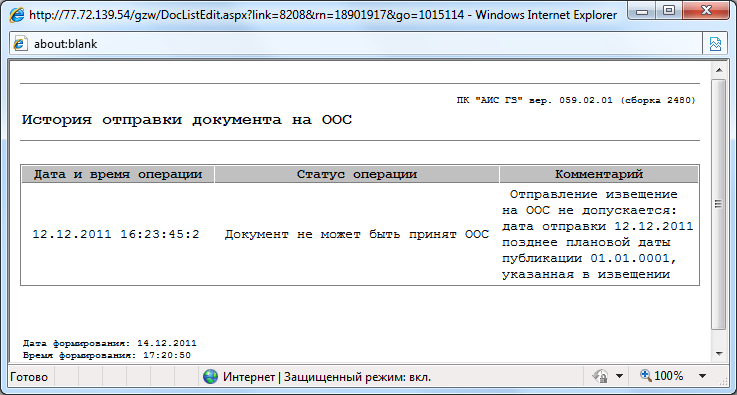 http://77.72.139.54/gzw/DocListEdit.aspx?link=8208&rn=18901917&go=1015114 - Windows Internet Explorer
about:blank
ПК "АИС ГЗ" вер. 059.02.01 (сборка 2480)
История отправки документа на ООС
Дата и время операции Статус операции Комментарий
Отправление извещение
на ООС не допускается:
12.12.2011 16:23:45:2 Документ не может быть принят ООС дата отправки 12.12.2011
позднее плановой даты
публикации 01.01.0001,
указанная в извещении
Дата формирования: 14.12.2011
Время формирования: 17:20:50
Готово Интернет | Защищенный режим: вкл. 100%